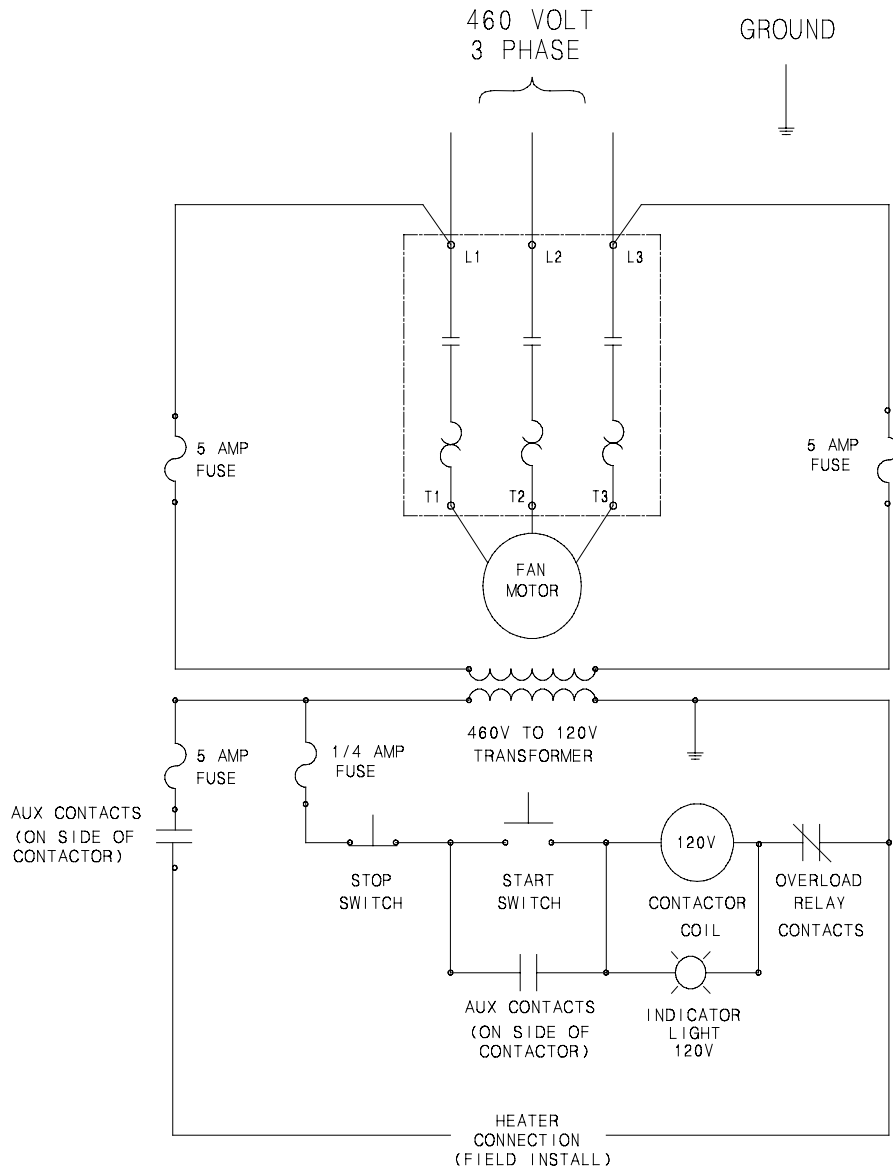 460 VOLT
3 PHASE
GROUND
L1
L2
L3
5 AMP
FUSE
5 AMP
FUSE
T1
T2
T3
FAN
MOTOR
460V TO 120V
TRANSFORMER
5 AMP
FUSE
1/4 AMP
FUSE
AUX CONTACTS
(ON SIDE OF
CONTACTOR)
120V
STOP
SWITCH
START
SWITCH
CONTACTOR
COIL
OVERLOAD
RELAY
CONTACTS
AUX CONTACTS
(ON SIDE OF
CONTACTOR)
INDICATOR
LIGHT
120V
HEATER
CONNECTION
(FIELD INSTALL)